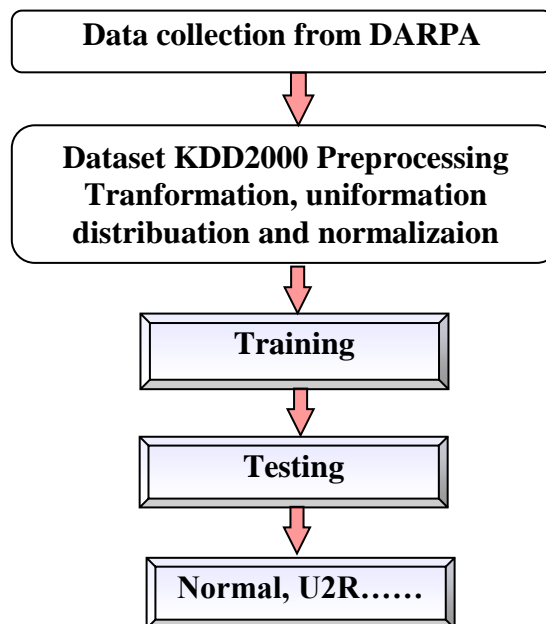 Data collection from DARPA
Dataset KDD2000 Preprocessing
Tranformation, uniformation
distribuation and normalizaion
Training
Testing
Normal, U2R……